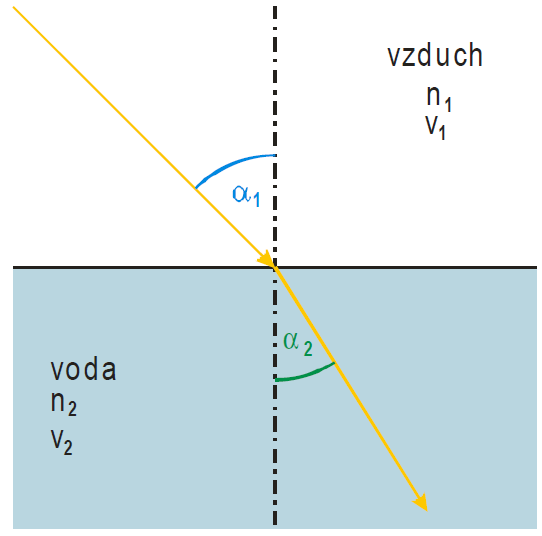 vzduch
n₁
v₁
α₁
α₂
voda
n₂
v₂